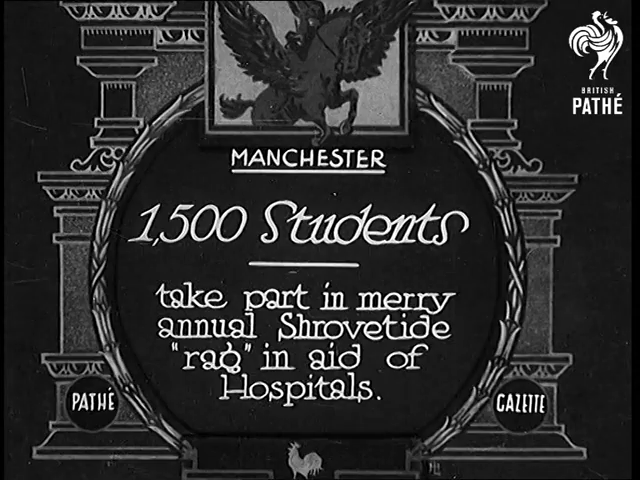 BRITISH
PATHÉ
MANCHESTER
1,500 Students
take part in merry
annual Shrovetide
"rag" in aid of
Hospitals.
PATHÉ
GAZETTE